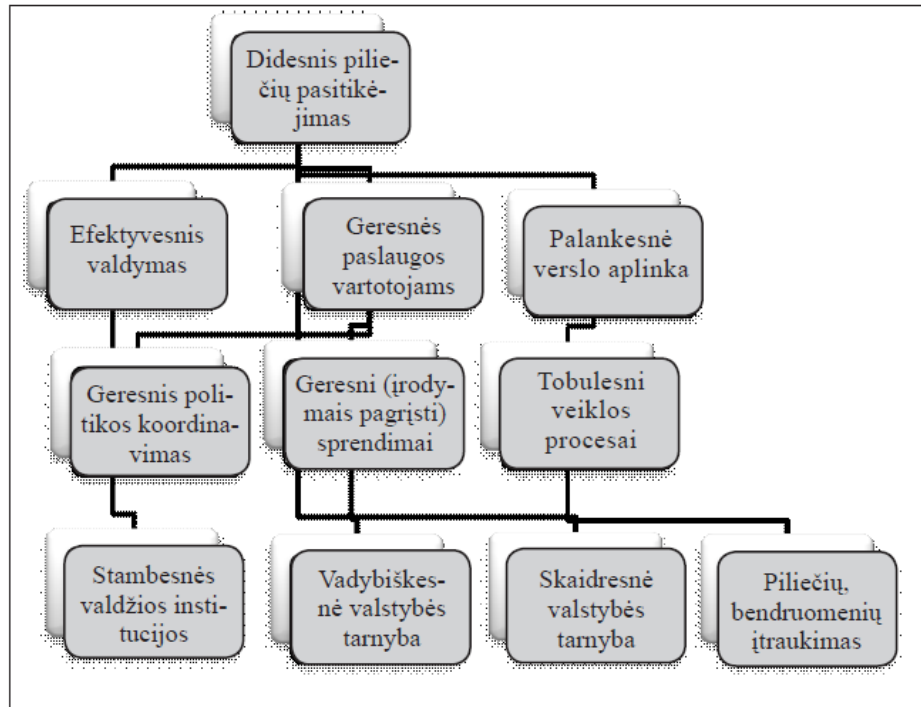 Didesnis pilie-
čių pasitikė-
jimas
Efektyvesnis
valdymas
Geresnės
paslaugos
vartotojams
Palankesnė
verslo aplinka
Geresnis poli-
tikos koordina-
vimas
Geresni (įrody-
mais pagrįsti)
sprendimai
Tobulesni
veiklos
procesai
Stambesnės
valdžios insti-
tucijos
Vadybiškes-
nė valstybės
tarnyba
Skaidresnė
valstybės
tarnyba
Piliečių,
bendruomenių
įtraukimas